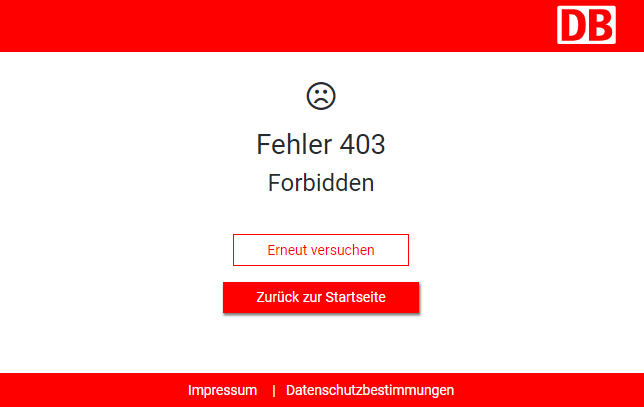 DB
Fehler 403
Forbidden
Erneut versuchen
Zurück zur Startseite
Impressum | Datenschutzbestimmungen